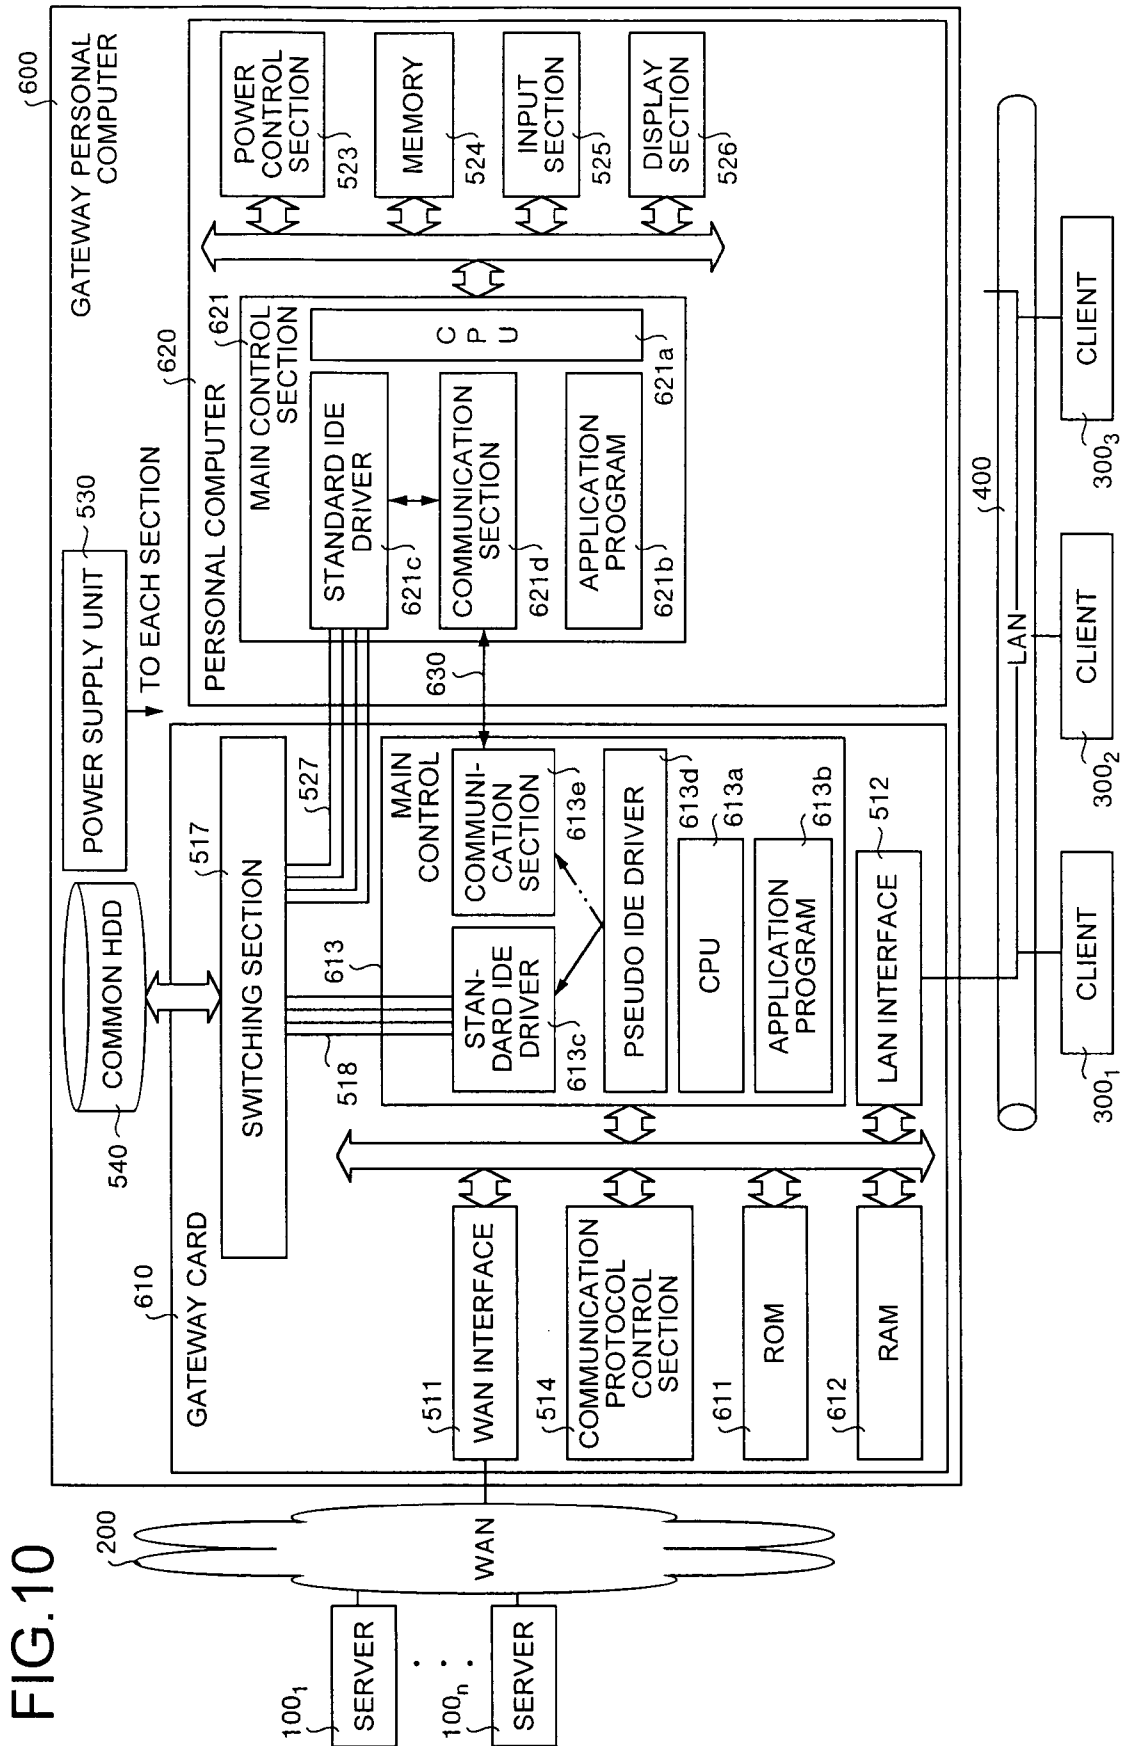 FIG.10
600
GATEWAY PERSONAL
COMPUTER
POWER SUPPLY UNIT
530
TO EACH SECTION
COMMON HDD
540
610
GATEWAY CARD
517
SWITCHING SECTION
527
518
613
MAIN
CONTROL
STAN-
DARD IDE
DRIVER
613c
COMMUNI-
CATION
SECTION
613e
630
PSEUDO IDE DRIVER
613d
CPU
613a
APPLICATION
PROGRAM
613b
512
LAN INTERFACE
511
WAN INTERFACE
514
COMMUNICATION
PROTOCOL
CONTROL
SECTION
611
ROM
612
RAM
620
PERSONAL COMPUTER
621
MAIN CONTROL
SECTION
STANDARD IDE
DRIVER
621c
COMMUNICATION
SECTION
621d
APPLICATION
PROGRAM
621b
CPU
621a
POWER
CONTROL
SECTION
523
MEMORY
524
INPUT
SECTION
525
DISPLAY
SECTION
526
200
WAN
100₁
SERVER
100ₙ
SERVER
400
LAN
300₁
CLIENT
300₂
CLIENT
300₃
CLIENT